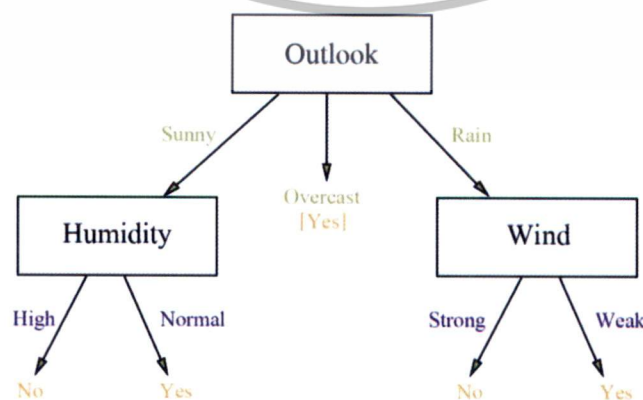 Outlook
Sunny
Rain
Overcast
[Yes]
Humidity
Wind
High
Normal
Strong
Weak
No
Yes
No
Yes